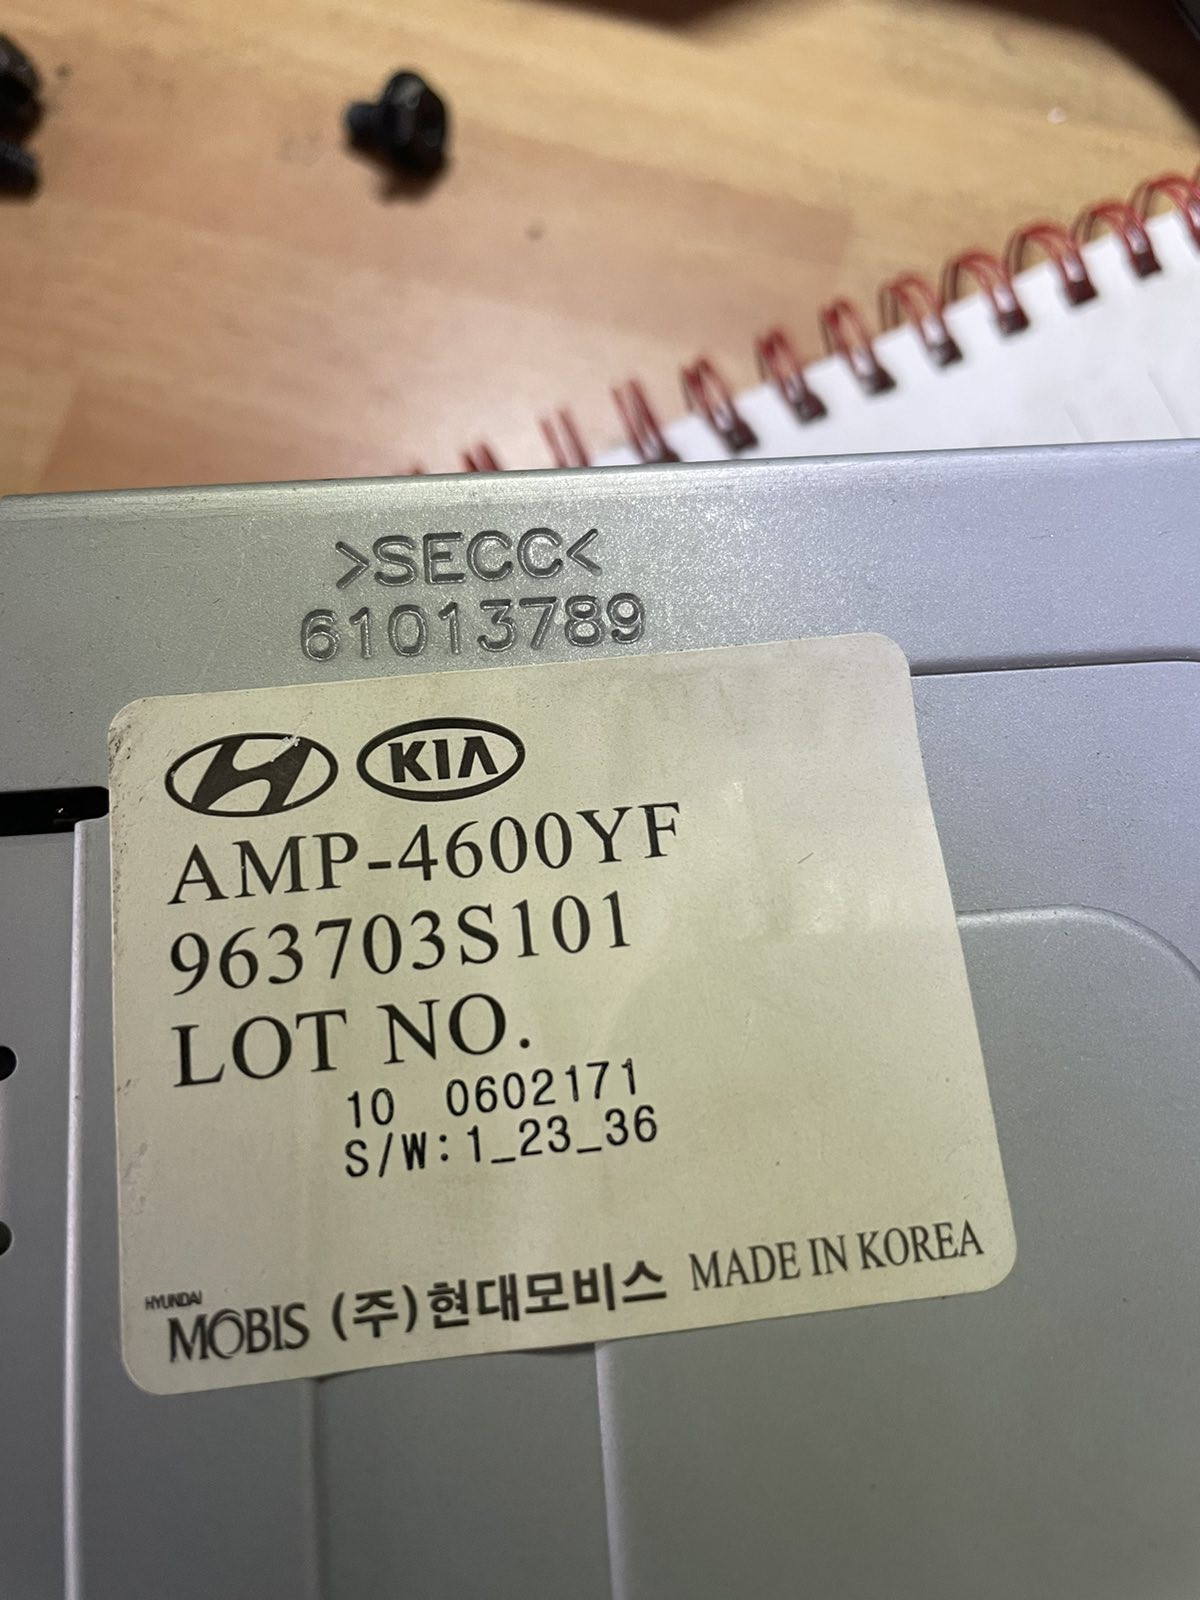 >SECC<
61013789
KIA
AMP-4600YF
963703S101
LOT NO.
10 0602171
S/W:1_23_36
HYUNDAI
MOBIS (주)현대모비스 MADE IN KOREA